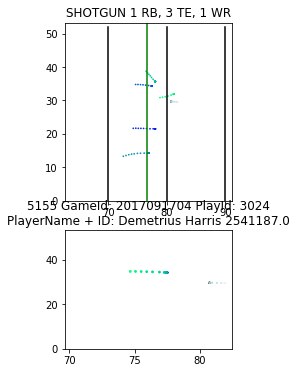 SHOTGUN 1 RB, 3 TE, 1 WR
50
40
30
20
10
0
70 80 90
5155 GameId: 2017091704 PlayId: 3024
PlayerName + ID: Demetrius Harris 2541187.0
40
20
0
70 75 80